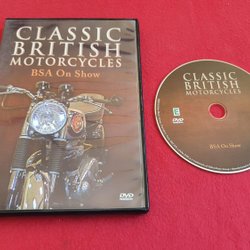 CLASSIC
BRITISH
MOTORCYCLES
BSA On Show
DVD
CLASSIC
BRITISH
MOTORCYCLES
E
BSA On Show